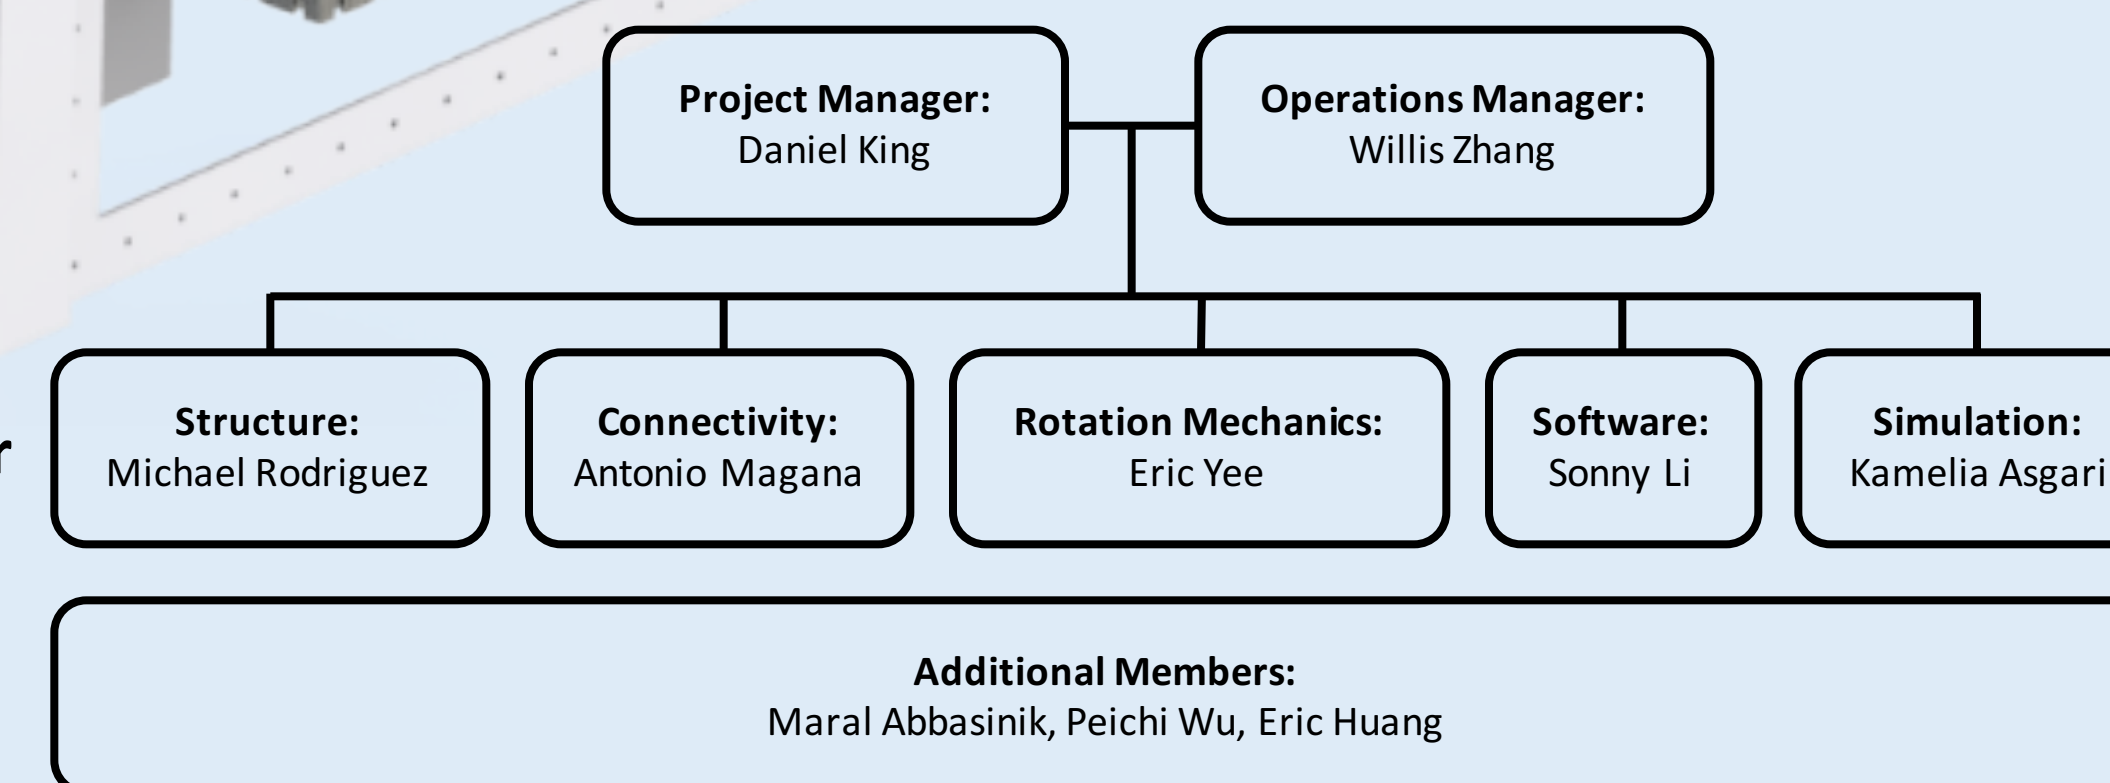 Project Manager:
Daniel King
Operations Manager:
Willis Zhang
r
Structure:
Michael Rodriguez
Connectivity:
Antonio Magana
Rotation Mechanics:
Eric Yee
Software:
Sonny Li
Simulation:
Kamelia Asgari
Additional Members:
Maral Abbasinik, Peichi Wu, Eric Huang